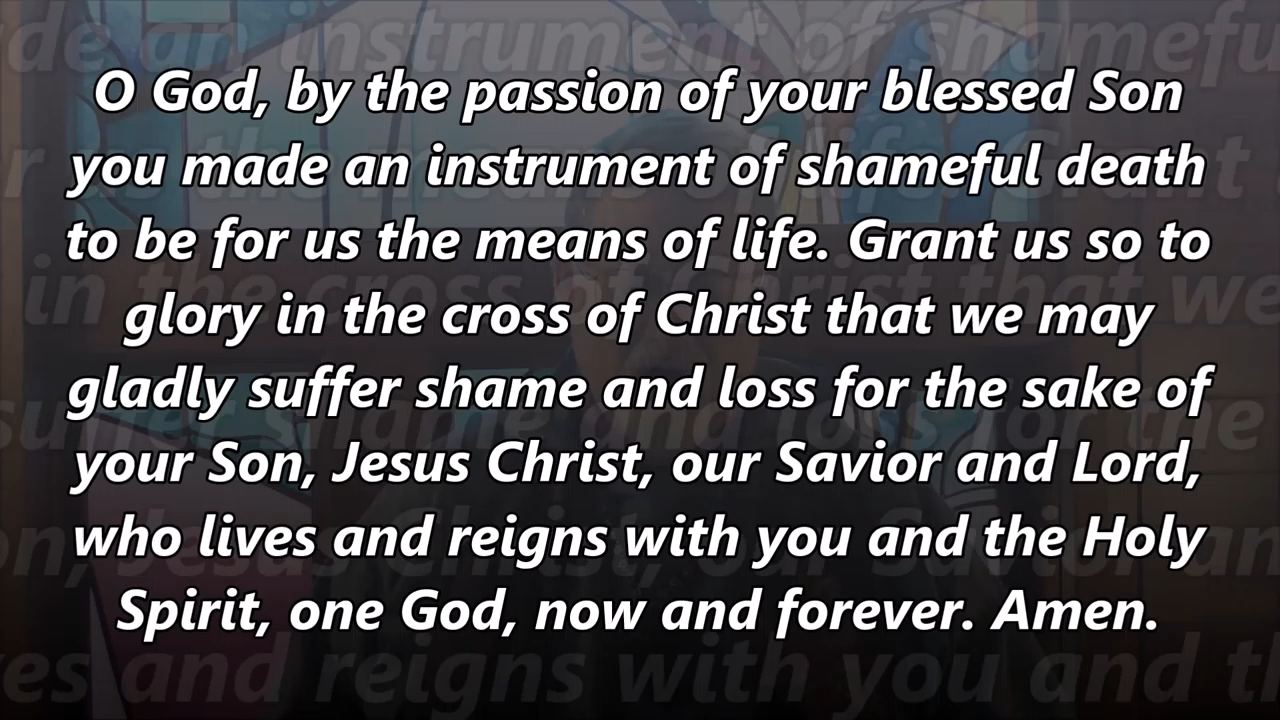 O God, by the passion of your blessed Son
you made an instrument of shameful death
to be for us the means of life. Grant us so to
glory in the cross of Christ that we may
gladly suffer shame and loss for the sake of
your Son, Jesus Christ, our Savior and Lord,
who lives and reigns with you and the Holy
Spirit, one God, now and forever. Amen.